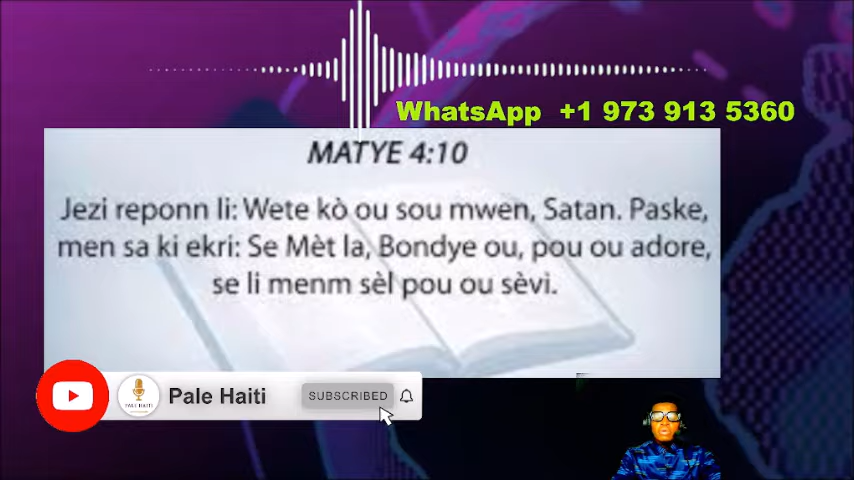 WhatsApp +1 973 913 5360
MATYE 4:10
Jezi reponn li: Wete kò ou sou mwen, Satan. Paske,
men sa ki ekri: Se Mèt la, Bondye ou, pou ou adore,
se li menm sèl pou ou sèvi.
PALE HAITI
Pale Haiti
SUBSCRIBED